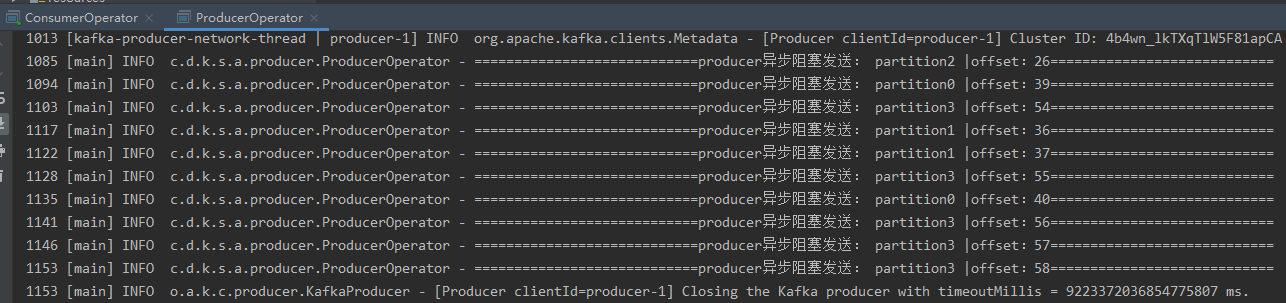 resources
ConsumerOperator × ProducerOperator ×
1013 [kafka-producer-network-thread | producer-1] INFO  org.apache.kafka.clients.Metadata - [Producer clientId=producer-1] Cluster ID: 4b4wn_lkTXqTlW5F81apCA
1085 [main] INFO  c.d.k.s.a.producer.ProducerOperator - ============================producer异步阻塞发送: partition2 |offset: 26============================
1094 [main] INFO  c.d.k.s.a.producer.ProducerOperator - ============================producer异步阻塞发送: partition0 |offset: 39============================
1103 [main] INFO  c.d.k.s.a.producer.ProducerOperator - ============================producer异步阻塞发送: partition3 |offset: 54============================
1117 [main] INFO  c.d.k.s.a.producer.ProducerOperator - ============================producer异步阻塞发送: partition1 |offset: 36============================
1122 [main] INFO  c.d.k.s.a.producer.ProducerOperator - ============================producer异步阻塞发送: partition1 |offset: 37============================
1128 [main] INFO  c.d.k.s.a.producer.ProducerOperator - ============================producer异步阻塞发送: partition3 |offset: 55============================
1135 [main] INFO  c.d.k.s.a.producer.ProducerOperator - ============================producer异步阻塞发送: partition0 |offset: 40============================
1141 [main] INFO  c.d.k.s.a.producer.ProducerOperator - ============================producer异步阻塞发送: partition3 |offset: 56============================
1146 [main] INFO  c.d.k.s.a.producer.ProducerOperator - ============================producer异步阻塞发送: partition3 |offset: 57============================
1153 [main] INFO  c.d.k.s.a.producer.ProducerOperator - ============================producer异步阻塞发送: partition3 |offset: 58============================
1153 [main] INFO  o.a.k.c.producer.KafkaProducer - [Producer clientId=producer-1] Closing the Kafka producer with timeoutMillis = 9223372036854775807 ms.